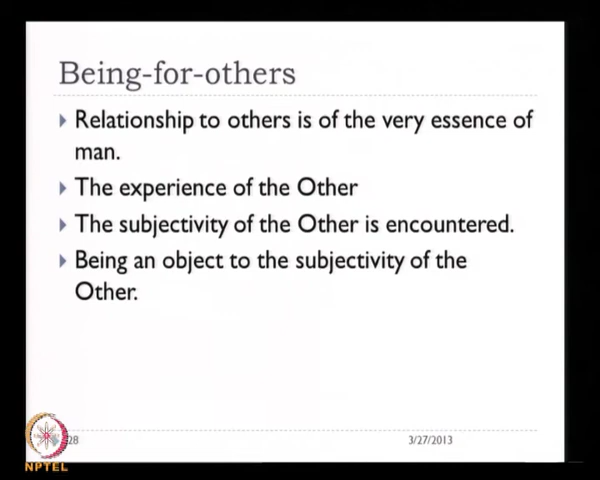 Being-for-others
Relationship to others is of the very essence of
man.
The experience of the Other
The subjectivity of the Other is encountered.
Being an object to the subjectivity of the
Other.
28
3/27/2013
NPTEL